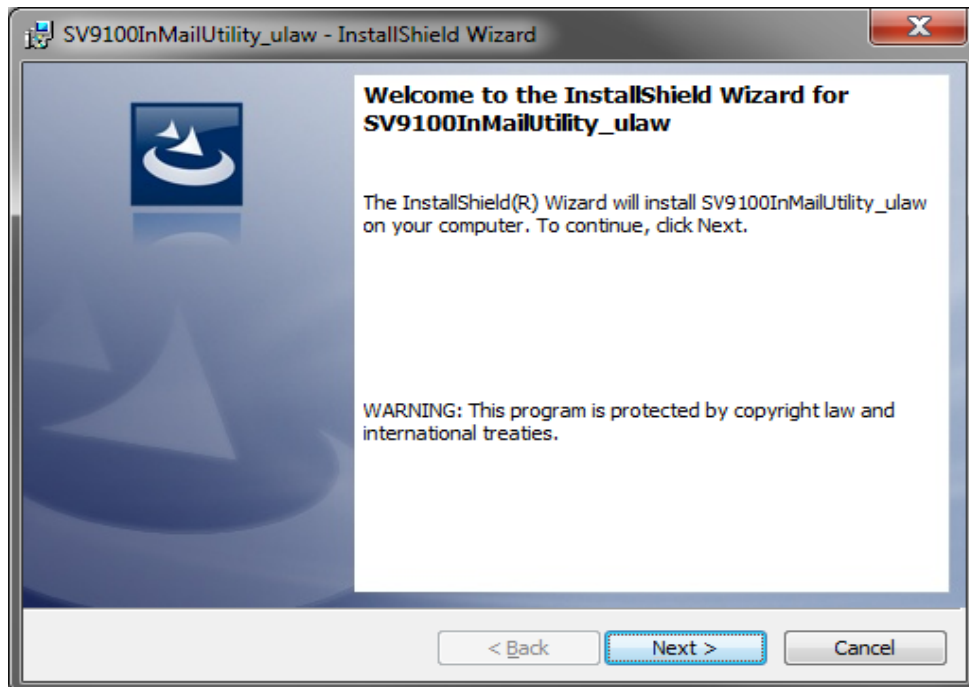 SV9100InMailUtility_ulaw - InstallShield Wizard
Welcome to the InstallShield Wizard for
SV9100InMailUtility_ulaw
The InstallShield(R) Wizard will install SV9100InMailUtility_ulaw
on your computer. To continue, click Next.
WARNING: This program is protected by copyright law and
international treaties.
< Back Next > Cancel